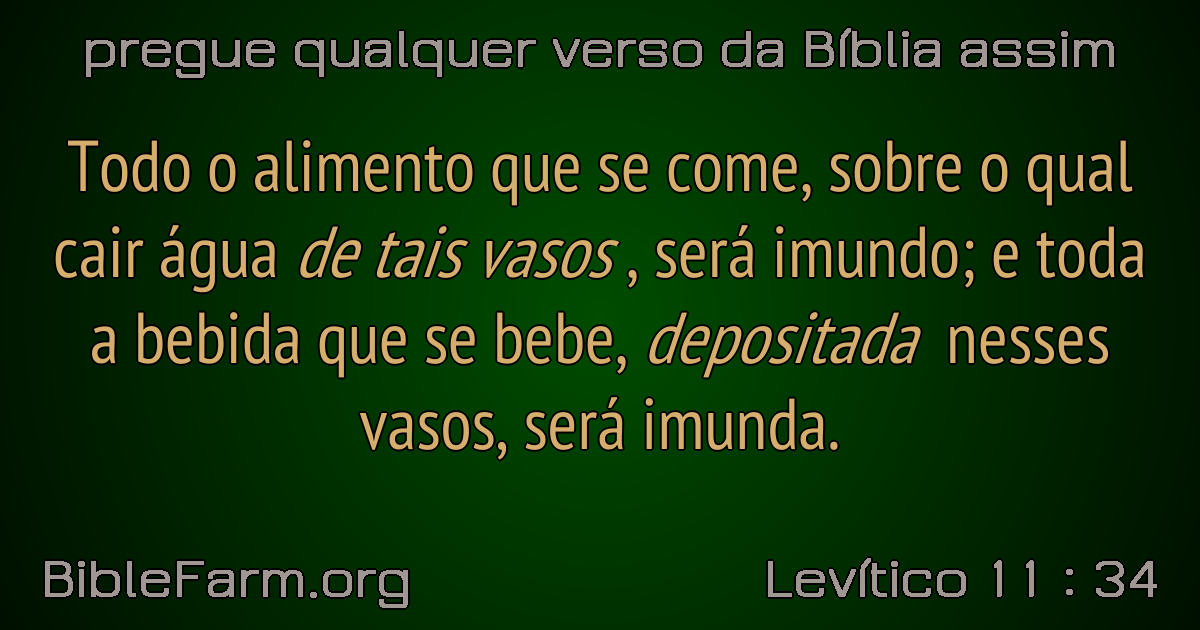 pregue qualquer verso da Bíblia assim
Todo o alimento que se come, sobre o qual
cair água de tais vasos , será imundo; e toda
a bebida que se bebe, depositada nesses
vasos, será imunda.
BibleFarm.org
Levítico 11 : 34